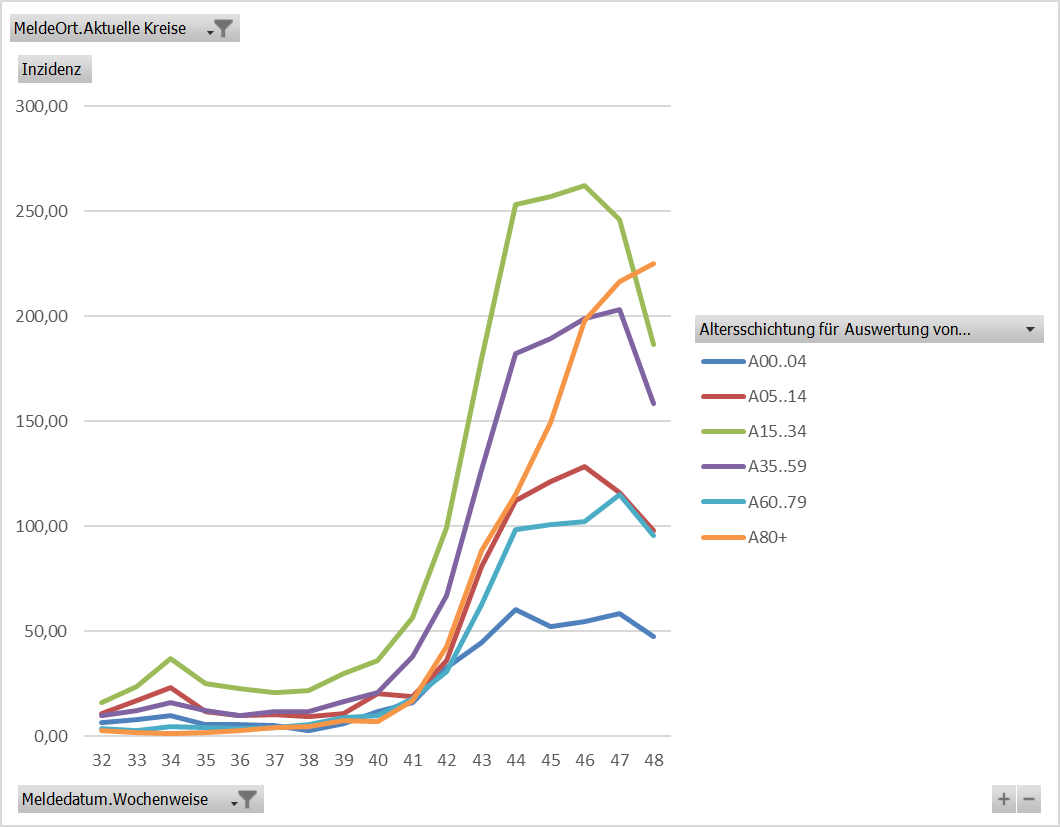 MeldeOrt.Aktuelle Kreise
Inzidenz
300,00
250,00
200,00
150,00
100,00
50,00
0,00
32 33 34 35 36 37 38 39 40 41 42 43 44 45 46 47 48
Altersschichtung für Auswertung von...
A00..04
A05..14
A15..34
A35..59
A60..79
A80+
Meldedatum.Wochenweise
+ −